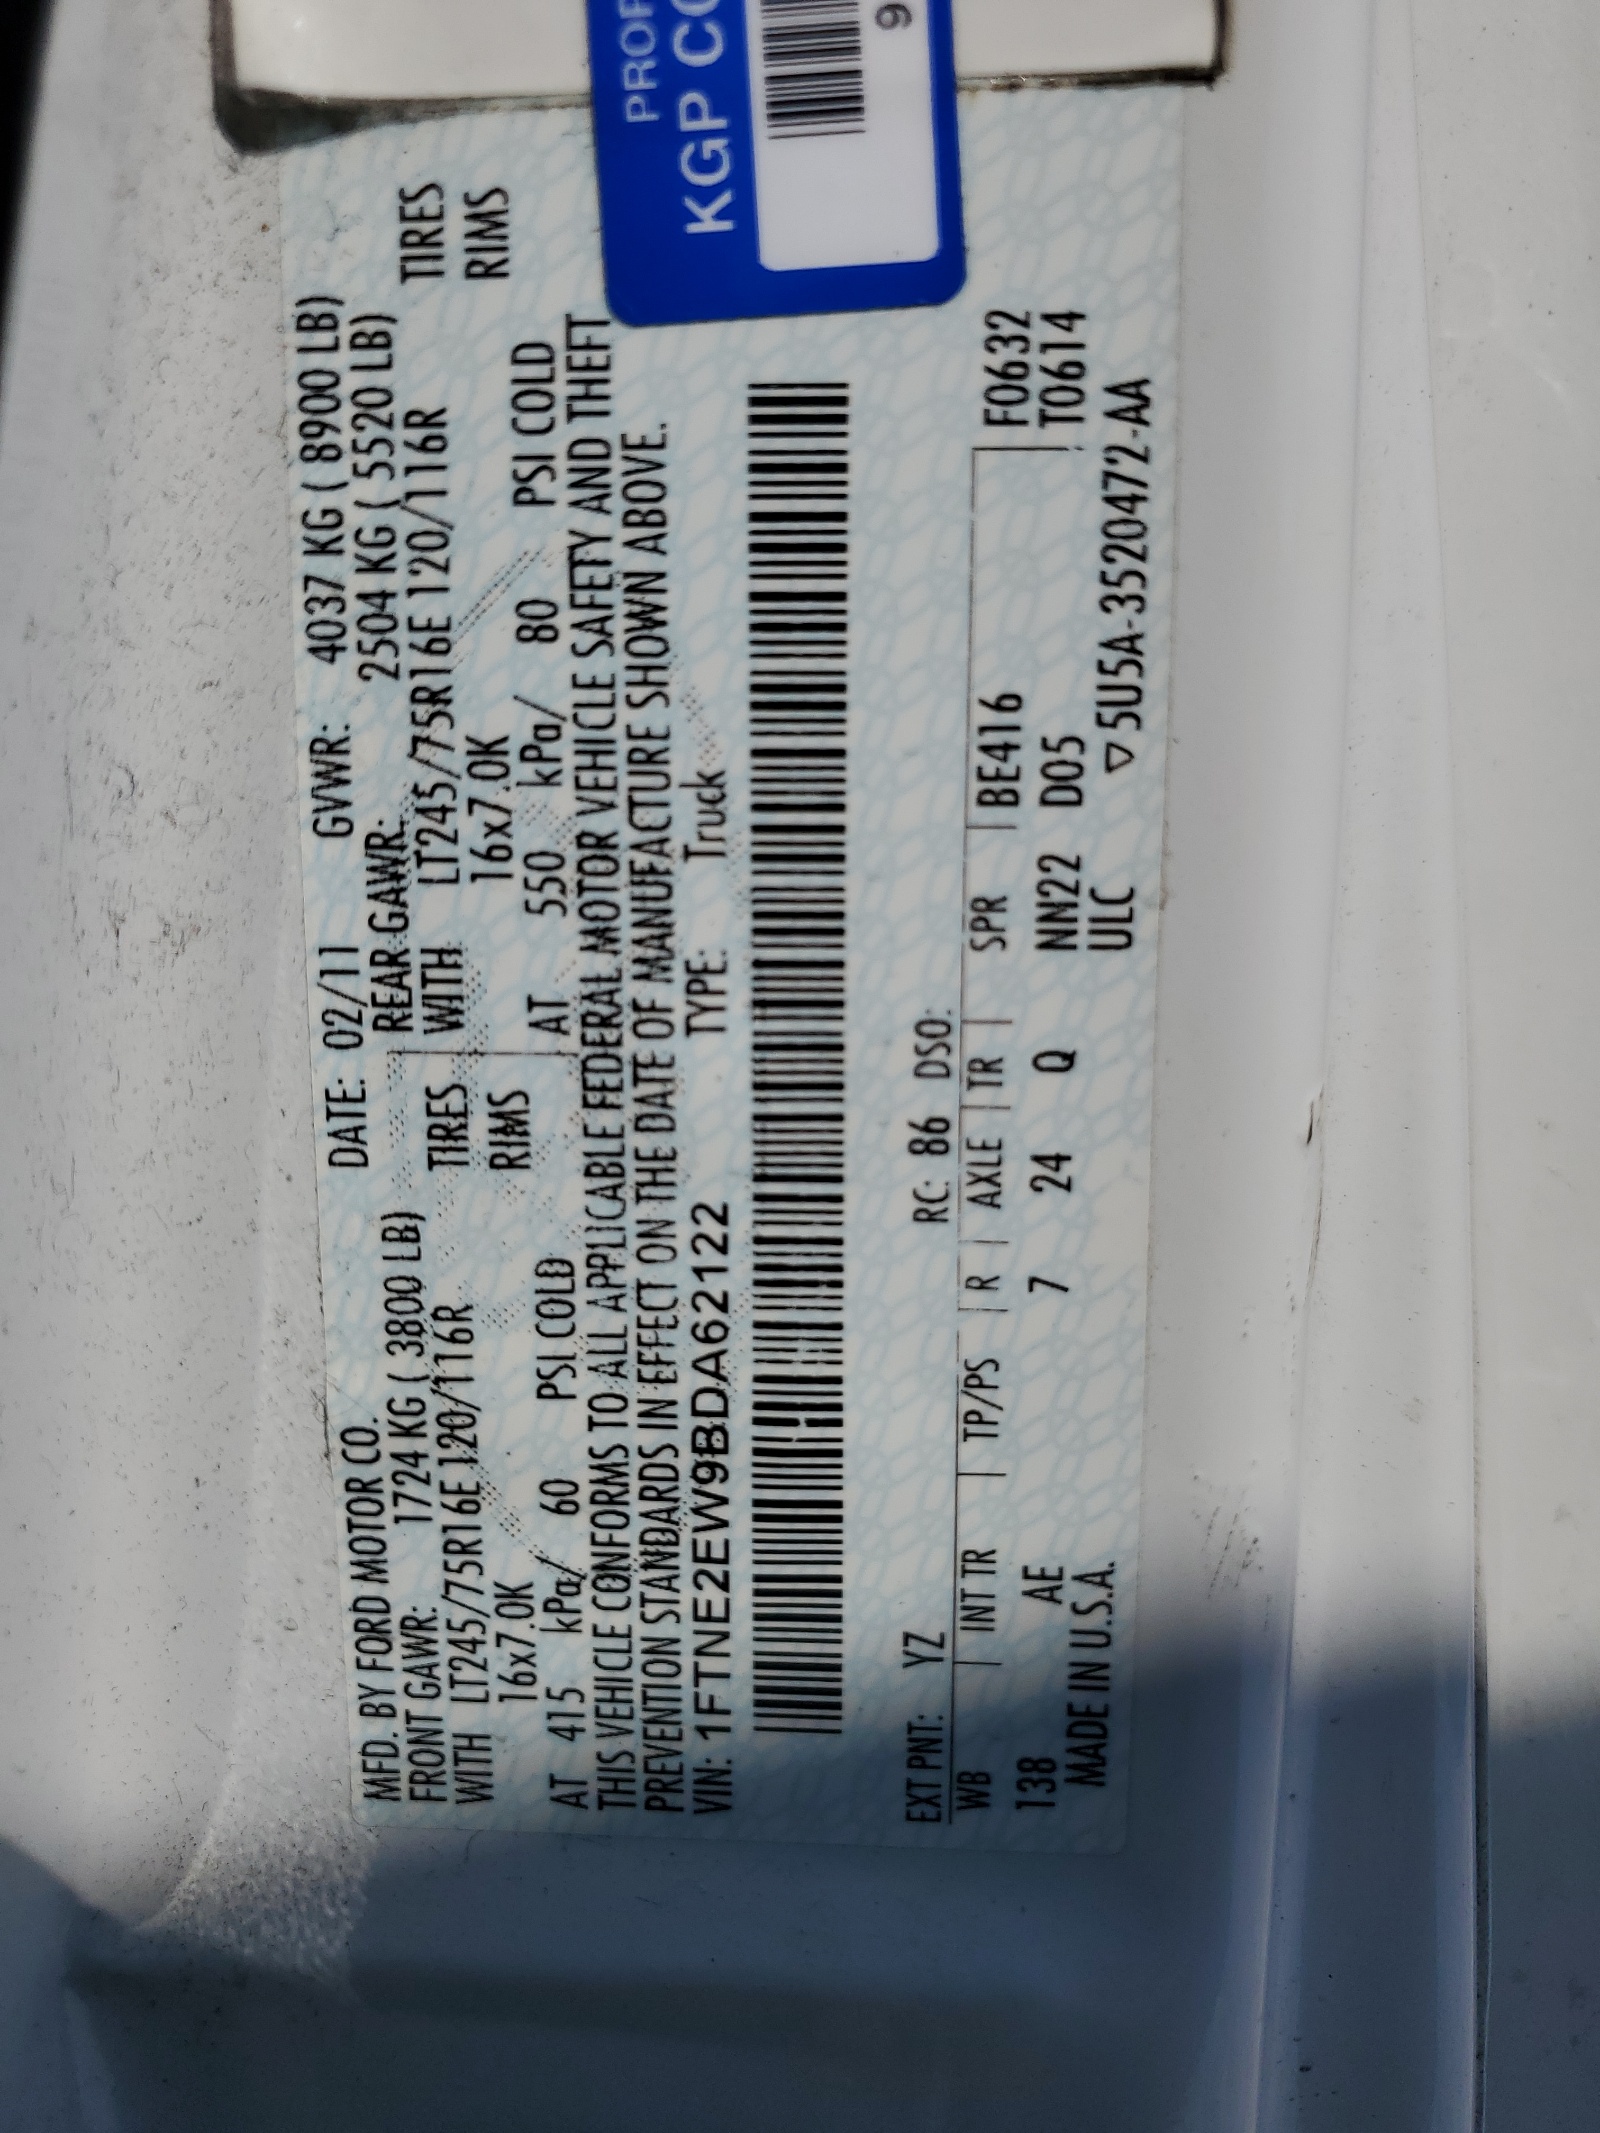 MFD. BY FORD MOTOR CO. DATE: 02/11 GVWR: 4037 KG ( 8900 LB)
FRONT GAWR: 1724 KG ( 3800 LB) REAR GAWR: 2504 KG ( 5520 LB)
WITH LT245/75R16E 120/116R TIRES WITH LT245/75R16E 120/116R TIRES
16x7.0K RIMS 16x7.0K RIMS
AT 415 kPa/ 60 PSI COLD AT 550 kPa/ 80 PSI COLD
THIS VEHICLE CONFORMS TO ALL APPLICABLE FEDERAL MOTOR VEHICLE SAFETY AND THEFT
PREVENTION STANDARDS IN EFFECT ON THE DATE OF MANUFACTURE SHOWN ABOVE.
VIN: 1FTNE2EW9BDA62122 TYPE: Truck
EXT PNT: YZ RC: 86 DSO:
WB | INT TR | TP/PS | R | AXLE | TR | SPR | BE416 F0632
138 AE 7 24 Q NN22 D05 T0614
MADE IN U.S.A. ULC ▽5U5A-3520472-AA
KGP
9